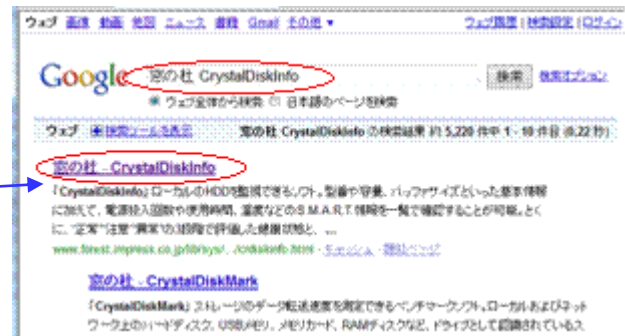 ウェブ 画像 動画 地図 ニュース 書籍 Gmail その他 ▼ ウェブ履歴 | 検索設定 | ログイン
Google 窓の杜 CrystalDiskInfo 検索 検索オプション
ウェブ全体から検索 日本語のページを検索
ウェブ 検索ツールを表示 窓の杜 CrystalDiskInfo の検索結果 約 5,220 件中 1 - 10 件目 (0.22 秒)
窓の杜 - CrystalDiskInfo
「CrystalDiskInfo」ローカルのHDDを監視できるソフト。型番や容量、バッファサイズといった基本情報
に加えて、電源投入回数や使用時間、温度などのS.M.A.R.T.情報を一覧で確認することが可能。とく
に、“正常”“注意”“異常”の3段階で評価した健康状態と、 ...
www.forest.impress.co.jp/lib/sys/.../crdiskinfo.html - キャッシュ - 類似ページ
窓の杜 - CrystalDiskMark
「CrystalDiskMark」ストレージのデータ転送速度を測定できるベンチマークソフト。ローカルおよびネット
ワーク上のハードディスク、USBメモリ、メモリカード、RAMディスクなど、ドライブとして認識されているス